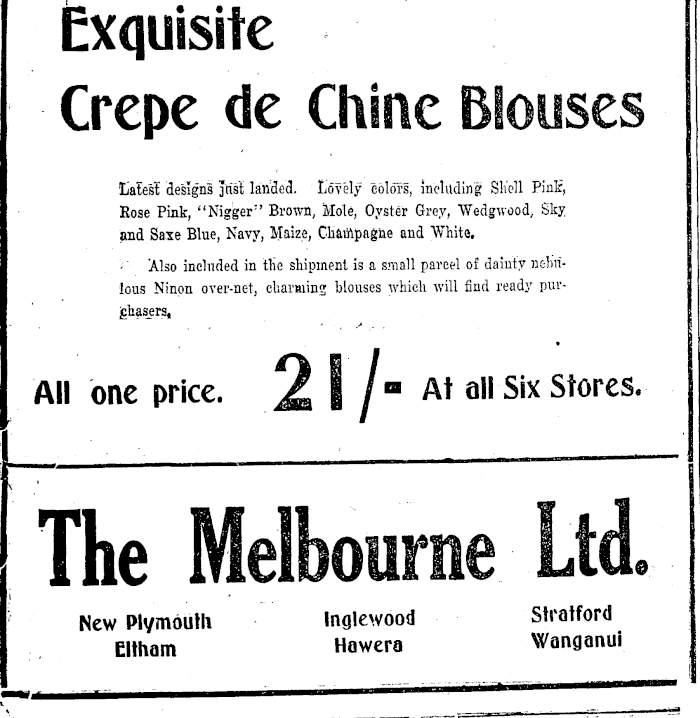 Exquisite
Crepe de Chine Blouses
Latest designs just landed. Lovely colors, including Shell Pink,
Rose Pink, "Nigger" Brown, Mole, Oyster Grey, Wedgwood, Sky
and Saxe Blue, Navy, Maize, Champagne and White.
Also included in the shipment is a small parcel of dainty nebu-
lous Ninon over-net, charming blouses which will find ready pur-
chasers.
All one price. 21/- At all Six Stores.
The Melbourne Ltd.
New Plymouth Inglewood Stratford
Eltham Hawera Wanganui